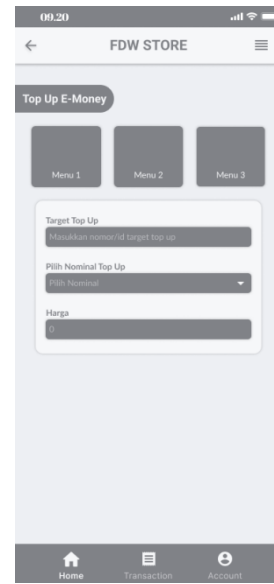 09.20
FDW STORE
Top Up E-Money
Menu 1
Menu 2
Menu 3
Target Top Up
Masukkan nomor/id target top up
Pilih Nominal Top Up
Pilih Nominal
Harga
0
Home
Transaction
Account